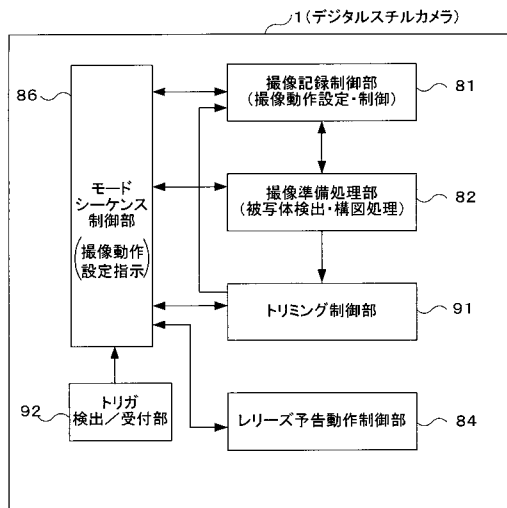 1(デジタルスチルカメラ)
86
モード
シーケンス
制御部
(撮像動作
設定指示)
撮像記録制御部
(撮像動作設定・制御)
81
撮像準備処理部
(被写体検出・構図処理)
82
トリミング制御部
91
92
トリガ
検出/受付部
レリーズ予告動作制御部
84